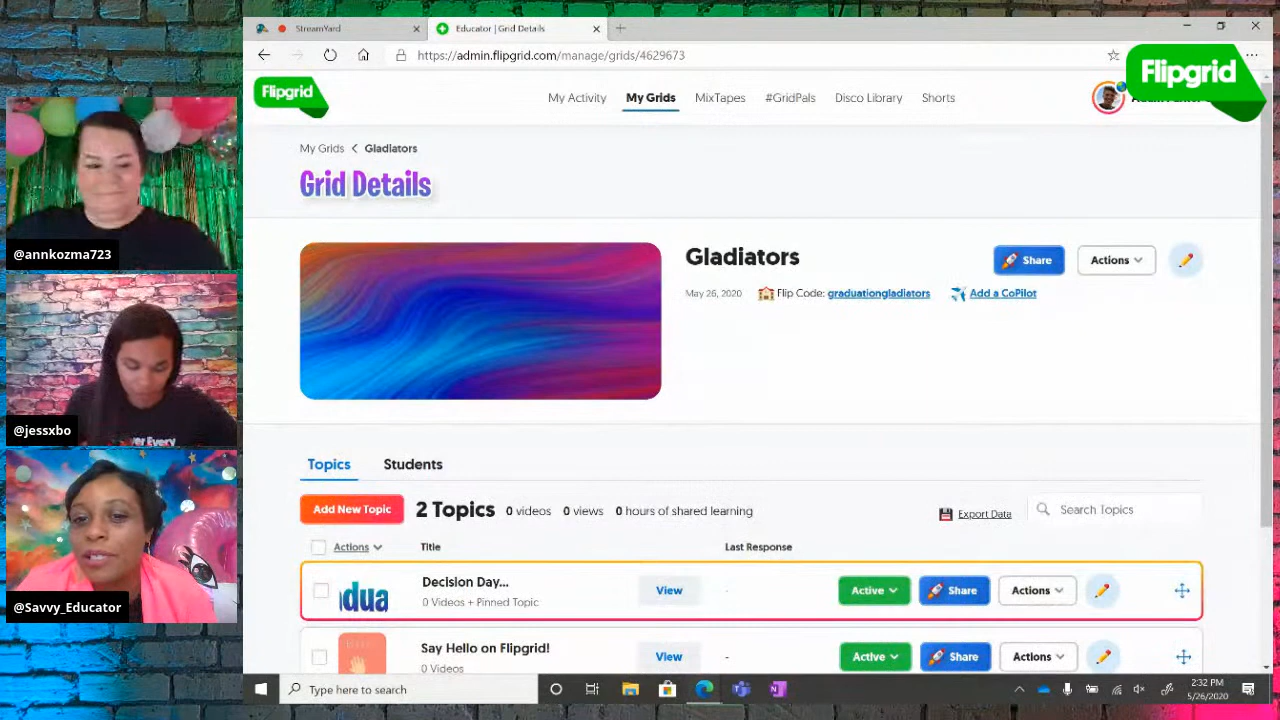 StreamYard
Educator | Grid Details
https://admin.flipgrid.com/manage/grids/4629673
Flipgrid
My Activity
My Grids
MixTapes
#GridPals
Disco Library
Shorts
Flipgrid
My Grids
Gladiators
Grid Details
Gladiators
Share
Actions
May 26, 2020
Flip Code: graduationgladiators
Add a CoPilot
@annkozma723
@jessxbo
@Savvy_Educator
Topics
Students
Add New Topic
2 Topics
0 videos
0 views
0 hours of shared learning
Export Data
Search Topics
Actions
Title
Last Response
dua
Decision Day...
0 Videos + Pinned Topic
View
-
Active
Share
Actions
Say Hello on Flipgrid!
0 Videos
View
-
Active
Share
Actions
Type here to search
2:32 PM
5/26/2020